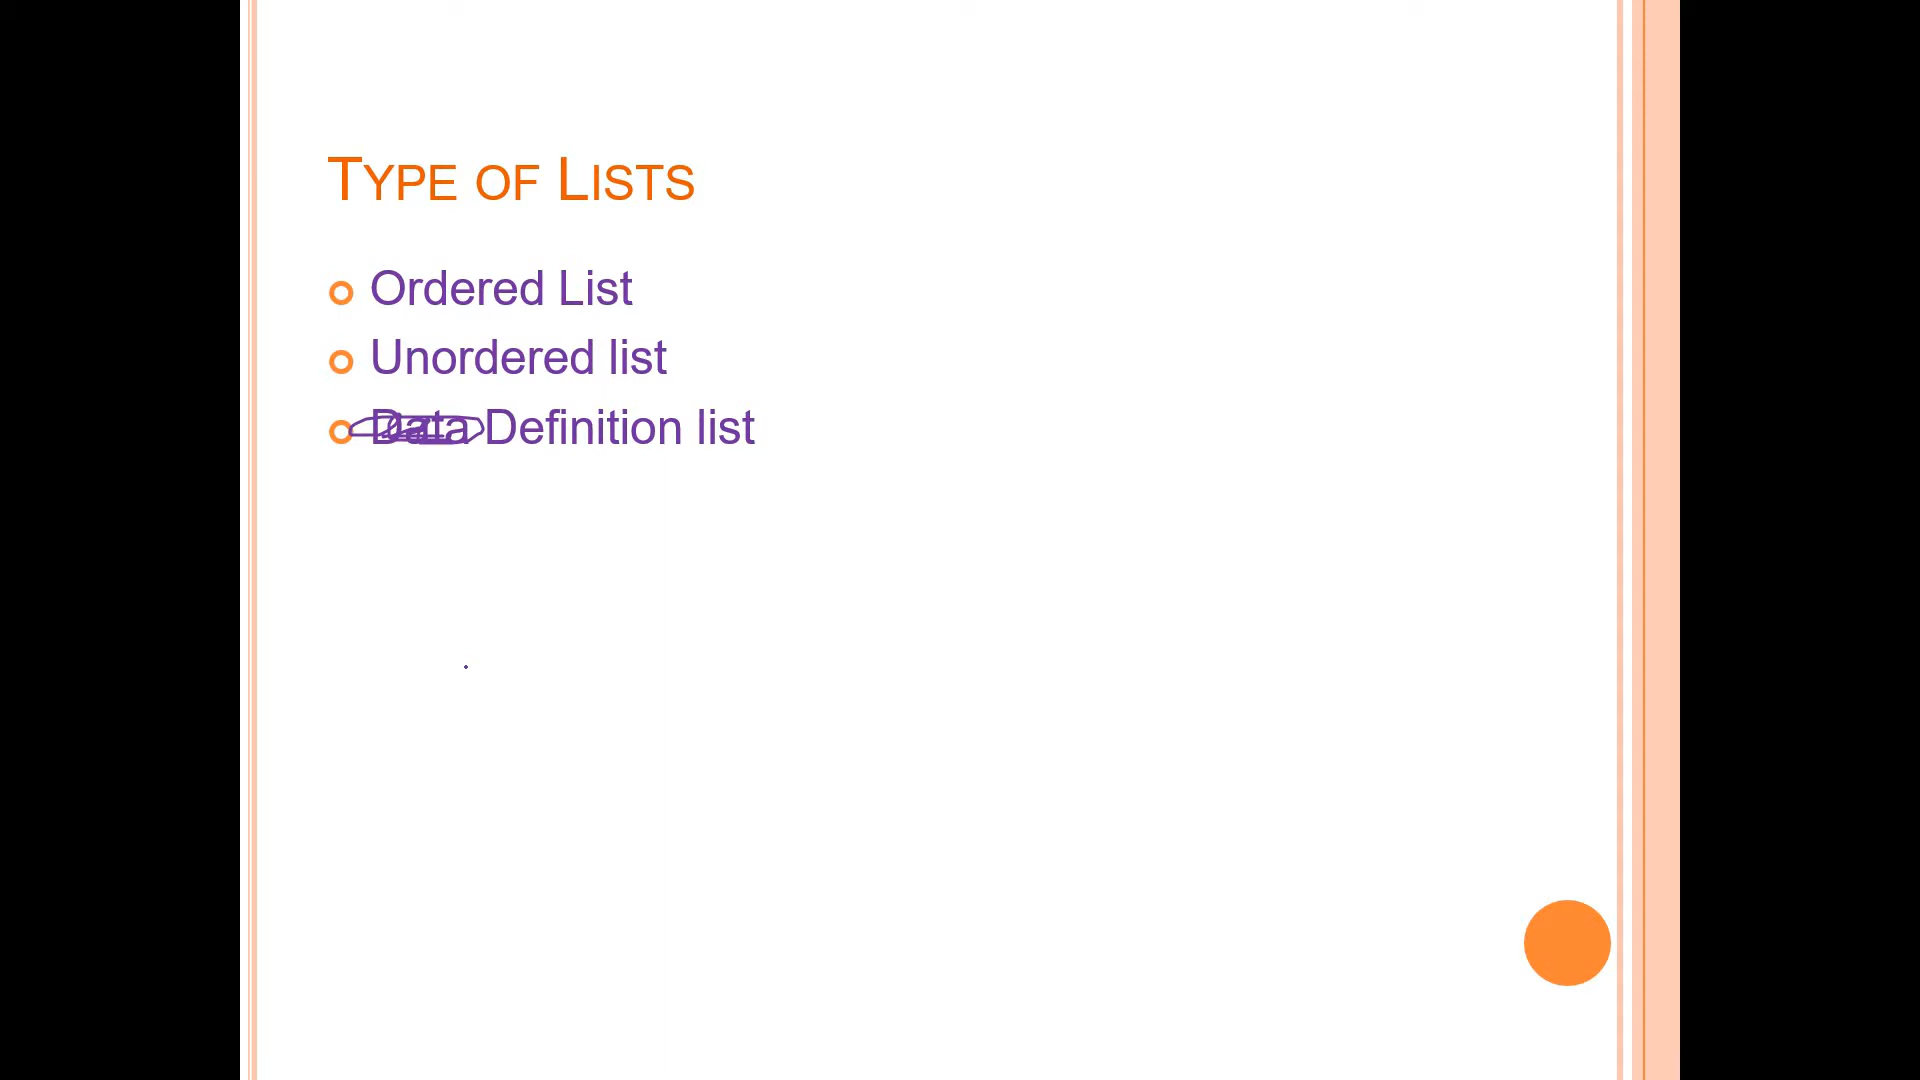 Type of Lists
Ordered List
Unordered list
Data Definition list